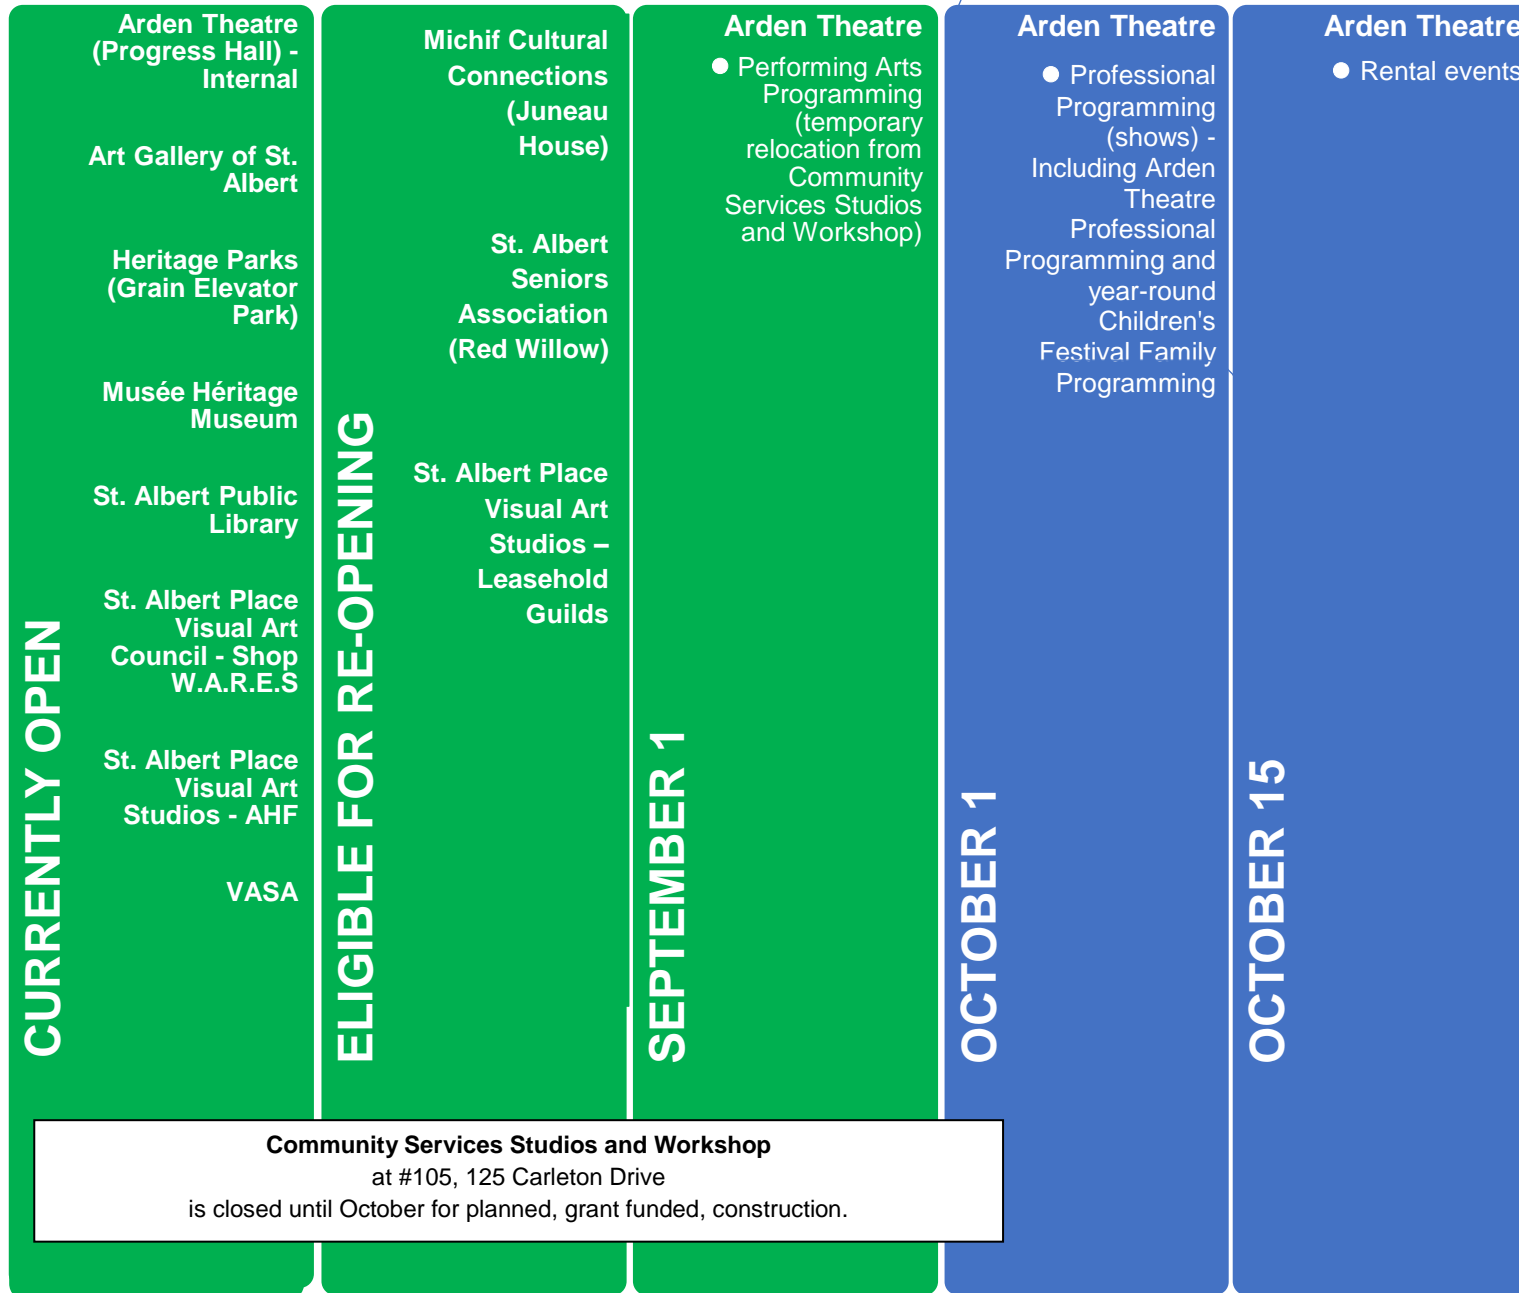 CURRENTLY OPEN
Arden Theatre
(Progress Hall) -
Internal
Art Gallery of St.
Albert
Heritage Parks
(Grain Elevator
Park)
Musée Héritage
Museum
St. Albert Public
Library
St. Albert Place
Visual Art
Council - Shop
W.A.R.E.S
St. Albert Place
Visual Art
Studios - AHF
VASA
ELIGIBLE FOR RE-OPENING
Michif Cultural
Connections
(Juneau
House)
St. Albert
Seniors
Association
(Red Willow)
St. Albert Place
Visual Art
Studios –
Leasehold
Guilds
SEPTEMBER 1
Arden Theatre
● Performing Arts
Programming
(temporary
relocation from
Community
Services Studios
and Workshop)
OCTOBER 1
Arden Theatre
● Professional
Programming
(shows) -
Including Arden
Theatre
Professional
Programming and
year-round
Children's
Festival Family
Programming
OCTOBER 15
Arden Theatre
● Rental events
Community Services Studios and Workshop
at #105, 125 Carleton Drive
is closed until October for planned, grant funded, construction.